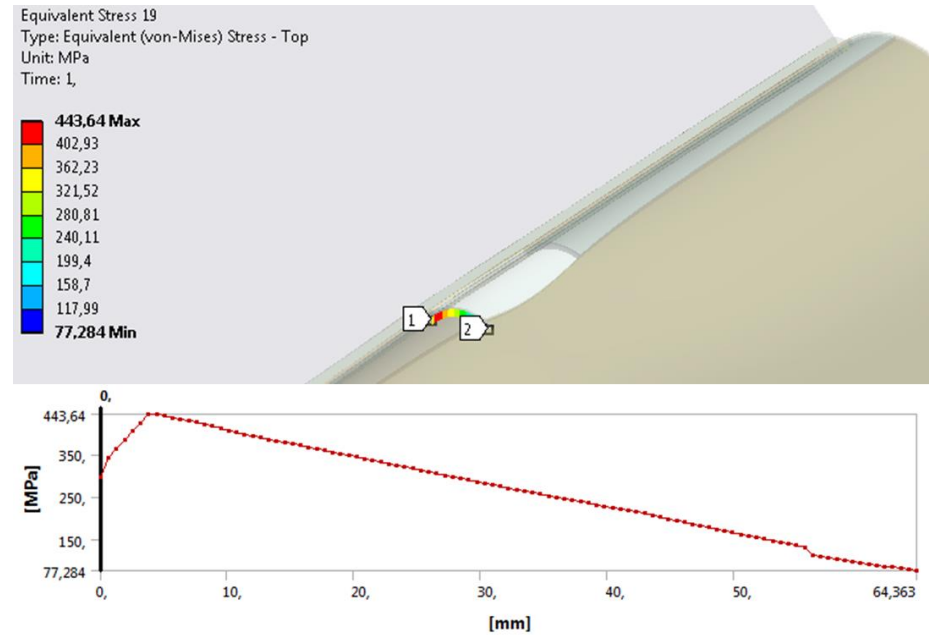 Equivalent Stress 19
Type: Equivalent (von-Mises) Stress - Top
Unit: MPa
Time: 1,
443,64 Max
402,93
362,23
321,52
280,81
240,11
199,4
158,7
117,99
77,284 Min
1
2
0,
443,64
350,
250,
150,
77,284
[MPa]
0, 10, 20, 30, 40, 50, 64,363
[mm]